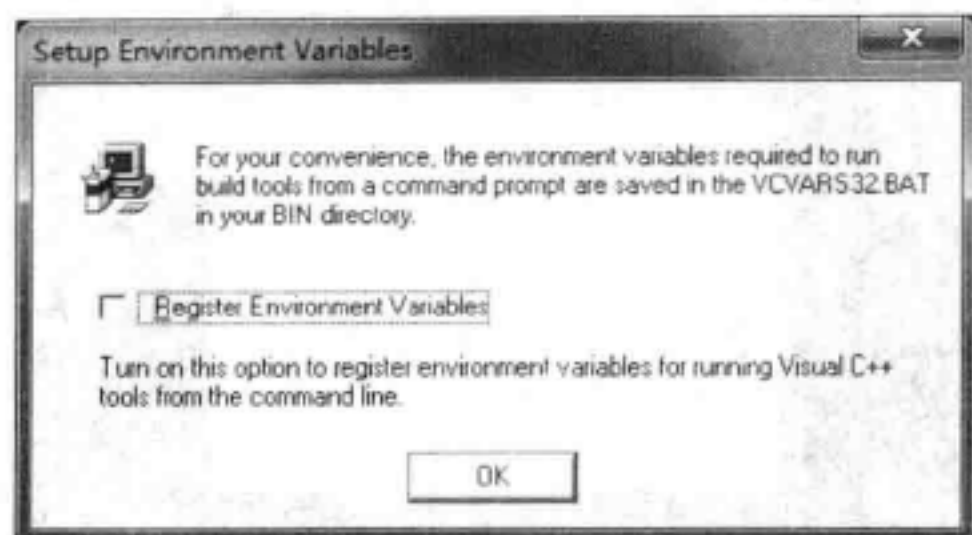 Setup Environment Variables
For your convenience, the environment variables required to run
build tools from a command prompt are saved in the VCVARS32.BAT
in your BIN directory.
Register Environment Variables
Turn on this option to register environment variables for running Visual C++
tools from the command line.
OK